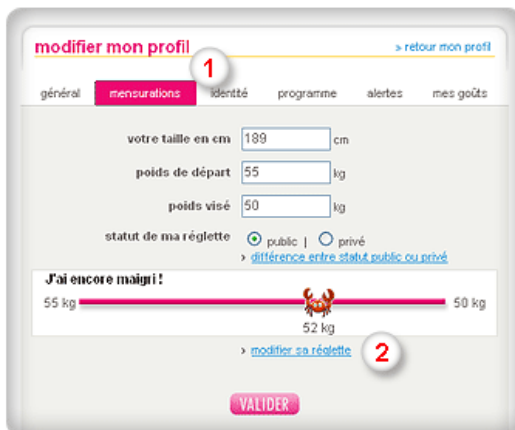 modifier mon profil
> retour mon profil
1
général mensurations identité programme alertes mes goûts
votre taille en cm 189 cm
poids de départ 55 kg
poids visé 50 kg
statut de ma réglette public | privé
> différence entre statut public ou privé
J'ai encore maigri !
55 kg 50 kg
52 kg
> modifier sa réglette 2
VALIDER